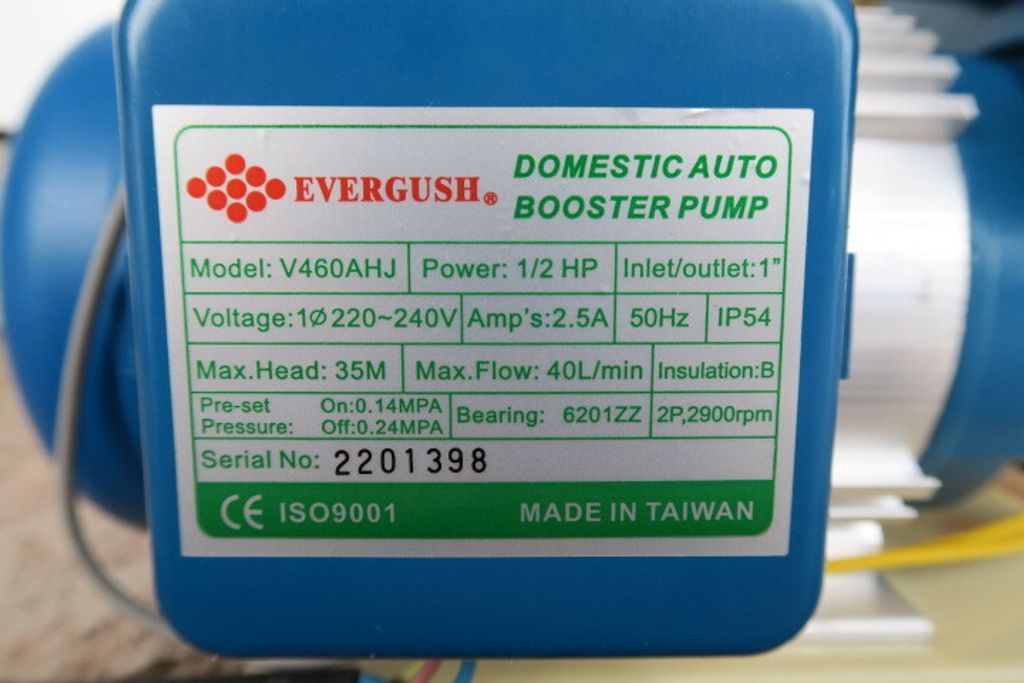 EVERGUSH®
DOMESTIC AUTO
BOOSTER PUMP
Model: V460AHJ Power: 1/2 HP Inlet/outlet:1”
Voltage:1Ø220~240V Amp's:2.5A 50Hz IP54
Max.Head: 35M Max.Flow: 40L/min Insulation:B
Pre-set On:0.14MPA
Pressure: Off:0.24MPA
Bearing: 6201ZZ 2P,2900rpm
Serial No: 2201398
CE ISO9001 MADE IN TAIWAN